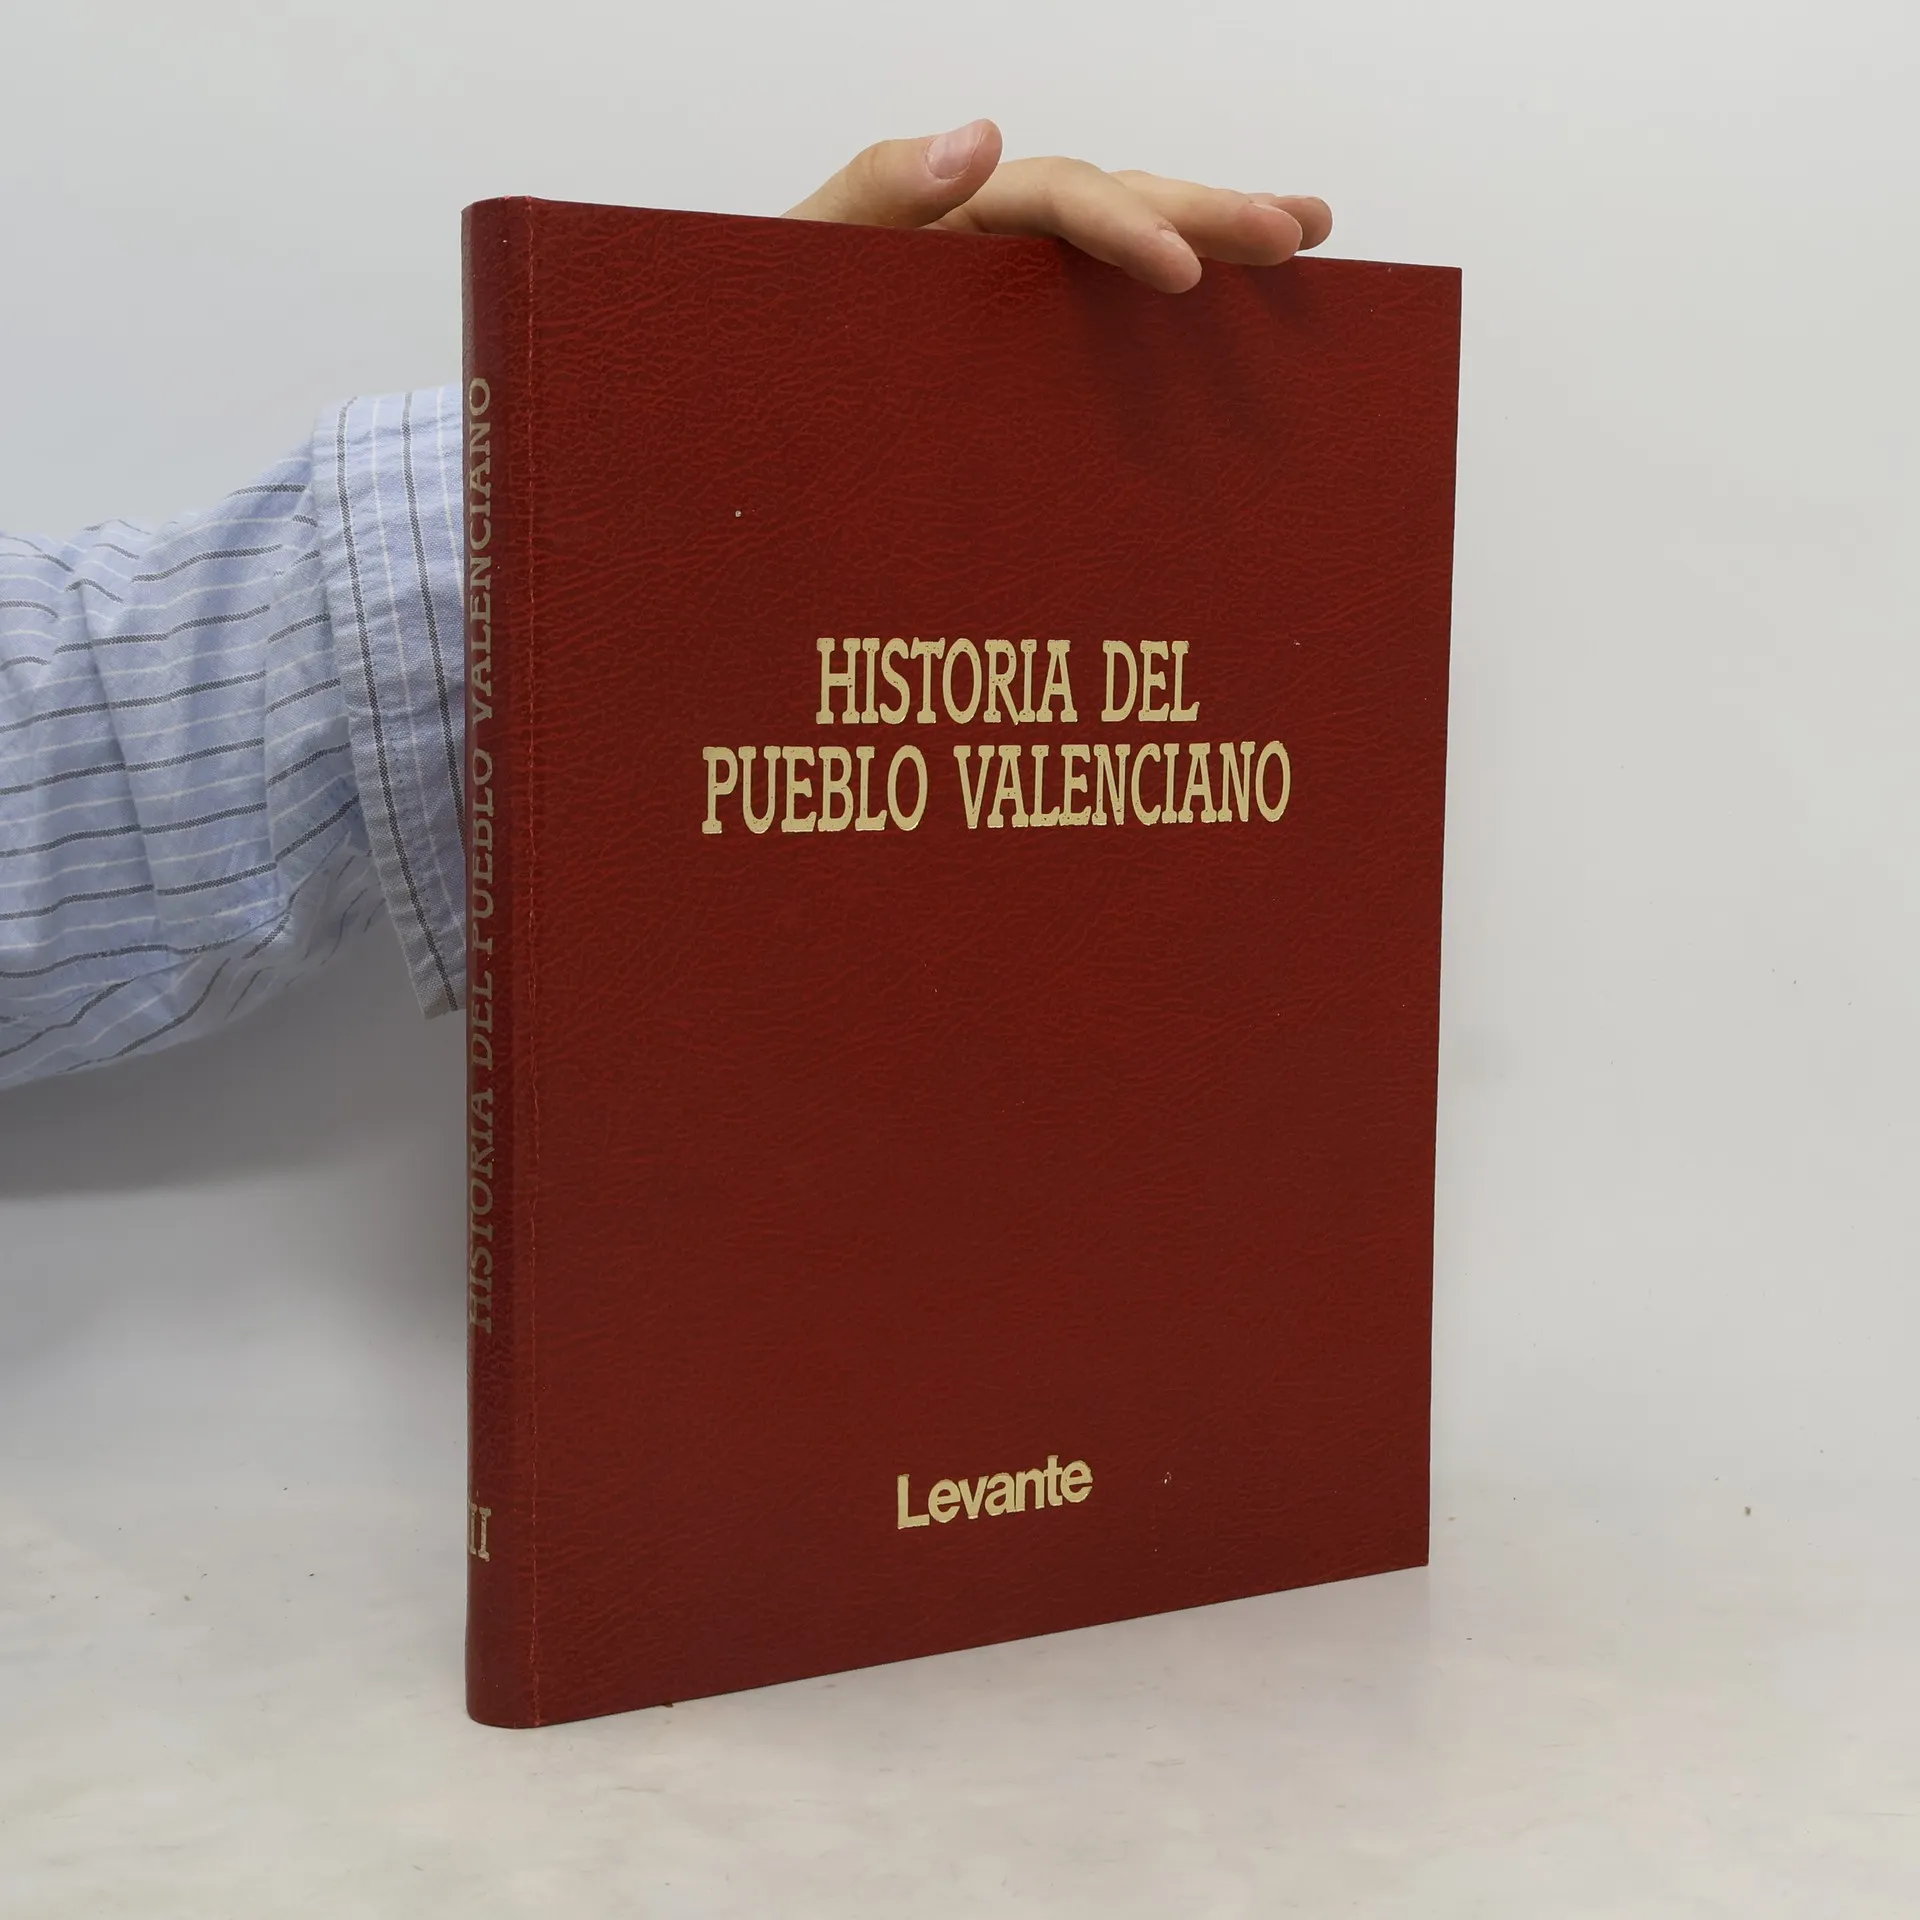 HISTORIA DEL
PUEBLO VALENCIANO
Levante
HISTORIA DEL PUEBLO VALENCIANO